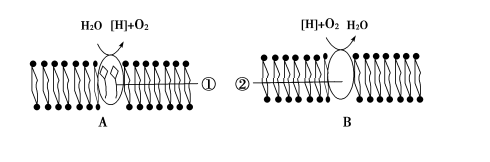 H₂O [H]+O₂
[H]+O₂ H₂O
① ②
A B